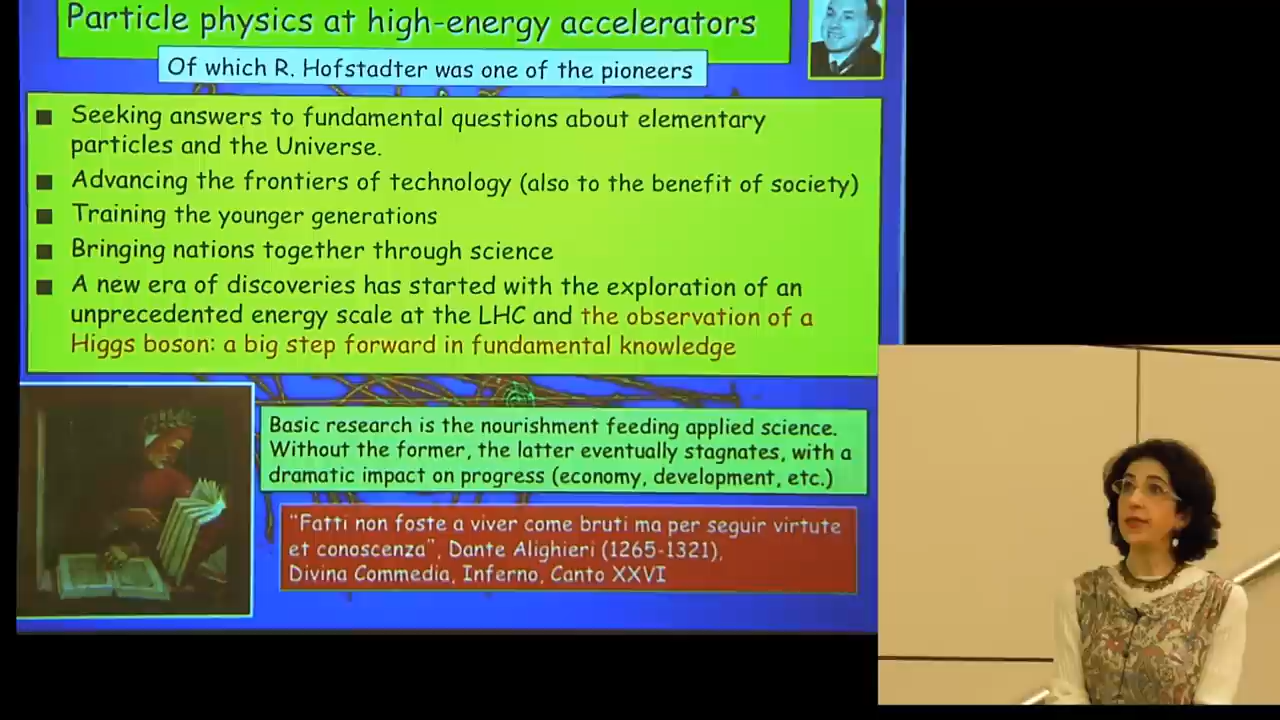 Particle physics at high-energy accelerators
Of which R. Hofstadter was one of the pioneers
Seeking answers to fundamental questions about elementary
particles and the Universe.
Advancing the frontiers of technology (also to the benefit of society)
Training the younger generations
Bringing nations together through science
A new era of discoveries has started with the exploration of an
unprecedented energy scale at the LHC and the observation of a
Higgs boson: a big step forward in fundamental knowledge
Basic research is the nourishment feeding applied science.
Without the former, the latter eventually stagnates, with a
dramatic impact on progress (economy, development, etc.)
"Fatti non foste a viver come bruti ma per seguir virtute
et conoscenza", Dante Alighieri (1265-1321),
Divina Commedia, Inferno, Canto XXVI